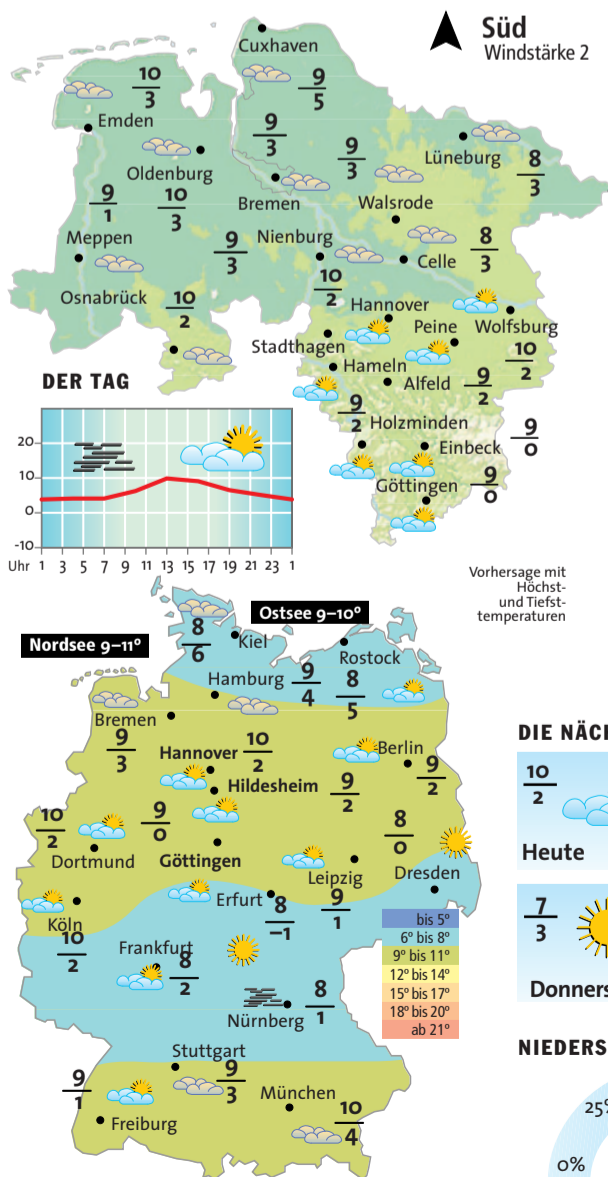 Süd
Windstärke 2
Cuxhaven
10
3
9
5
Emden
9
3
9
3
Lüneburg
8
3
Oldenburg
10
3
Bremen
Walsrode
9
1
Meppen
9
3
Nienburg
8
3
Celle
Osnabrück
10
2
10
2
Hannover
Peine
Wolfsburg
Stadthagen
10
2
Hameln
Alfeld
9
2
9
2
Holzminden
Einbeck
9
0
Göttingen
9
0
DER TAG
20
10
0
-10
Uhr 1 3 5 7 9 11 13 15 17 19 21 23 1
Vorhersage mit
Höchst-
und Tiefst-
temperaturen
Nordsee 9–11°
Ostsee 9–10°
8
6
Kiel
Rostock
Hamburg
9
4
8
5
Bremen
9
3
Hannover
10
2
Berlin
9
2
Hildesheim
9
2
10
2
Dortmund
9
0
Göttingen
8
0
Leipzig
Dresden
Köln
10
2
Erfurt
8
–1
9
1
Frankfurt
8
2
Nürnberg
8
1
Stuttgart
9
3
9
1
Freiburg
München
10
4
bis 5°
6° bis 8°
9° bis 11°
12° bis 14°
15° bis 17°
18° bis 20°
ab 21°
DIE NÄCH
10
2
Heute
7
3
Donners
NIEDERS
25%
0%